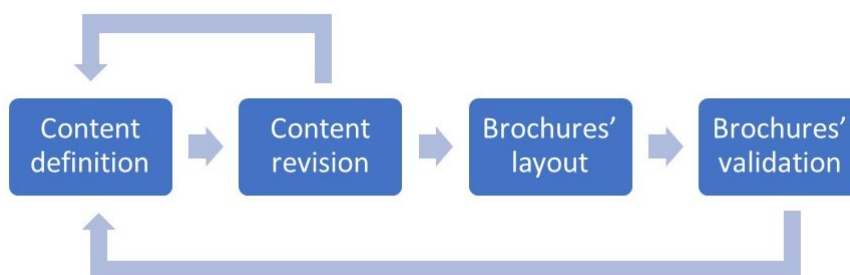 Content
definition
Content
revision
Brochures’
layout
Brochures’
validation